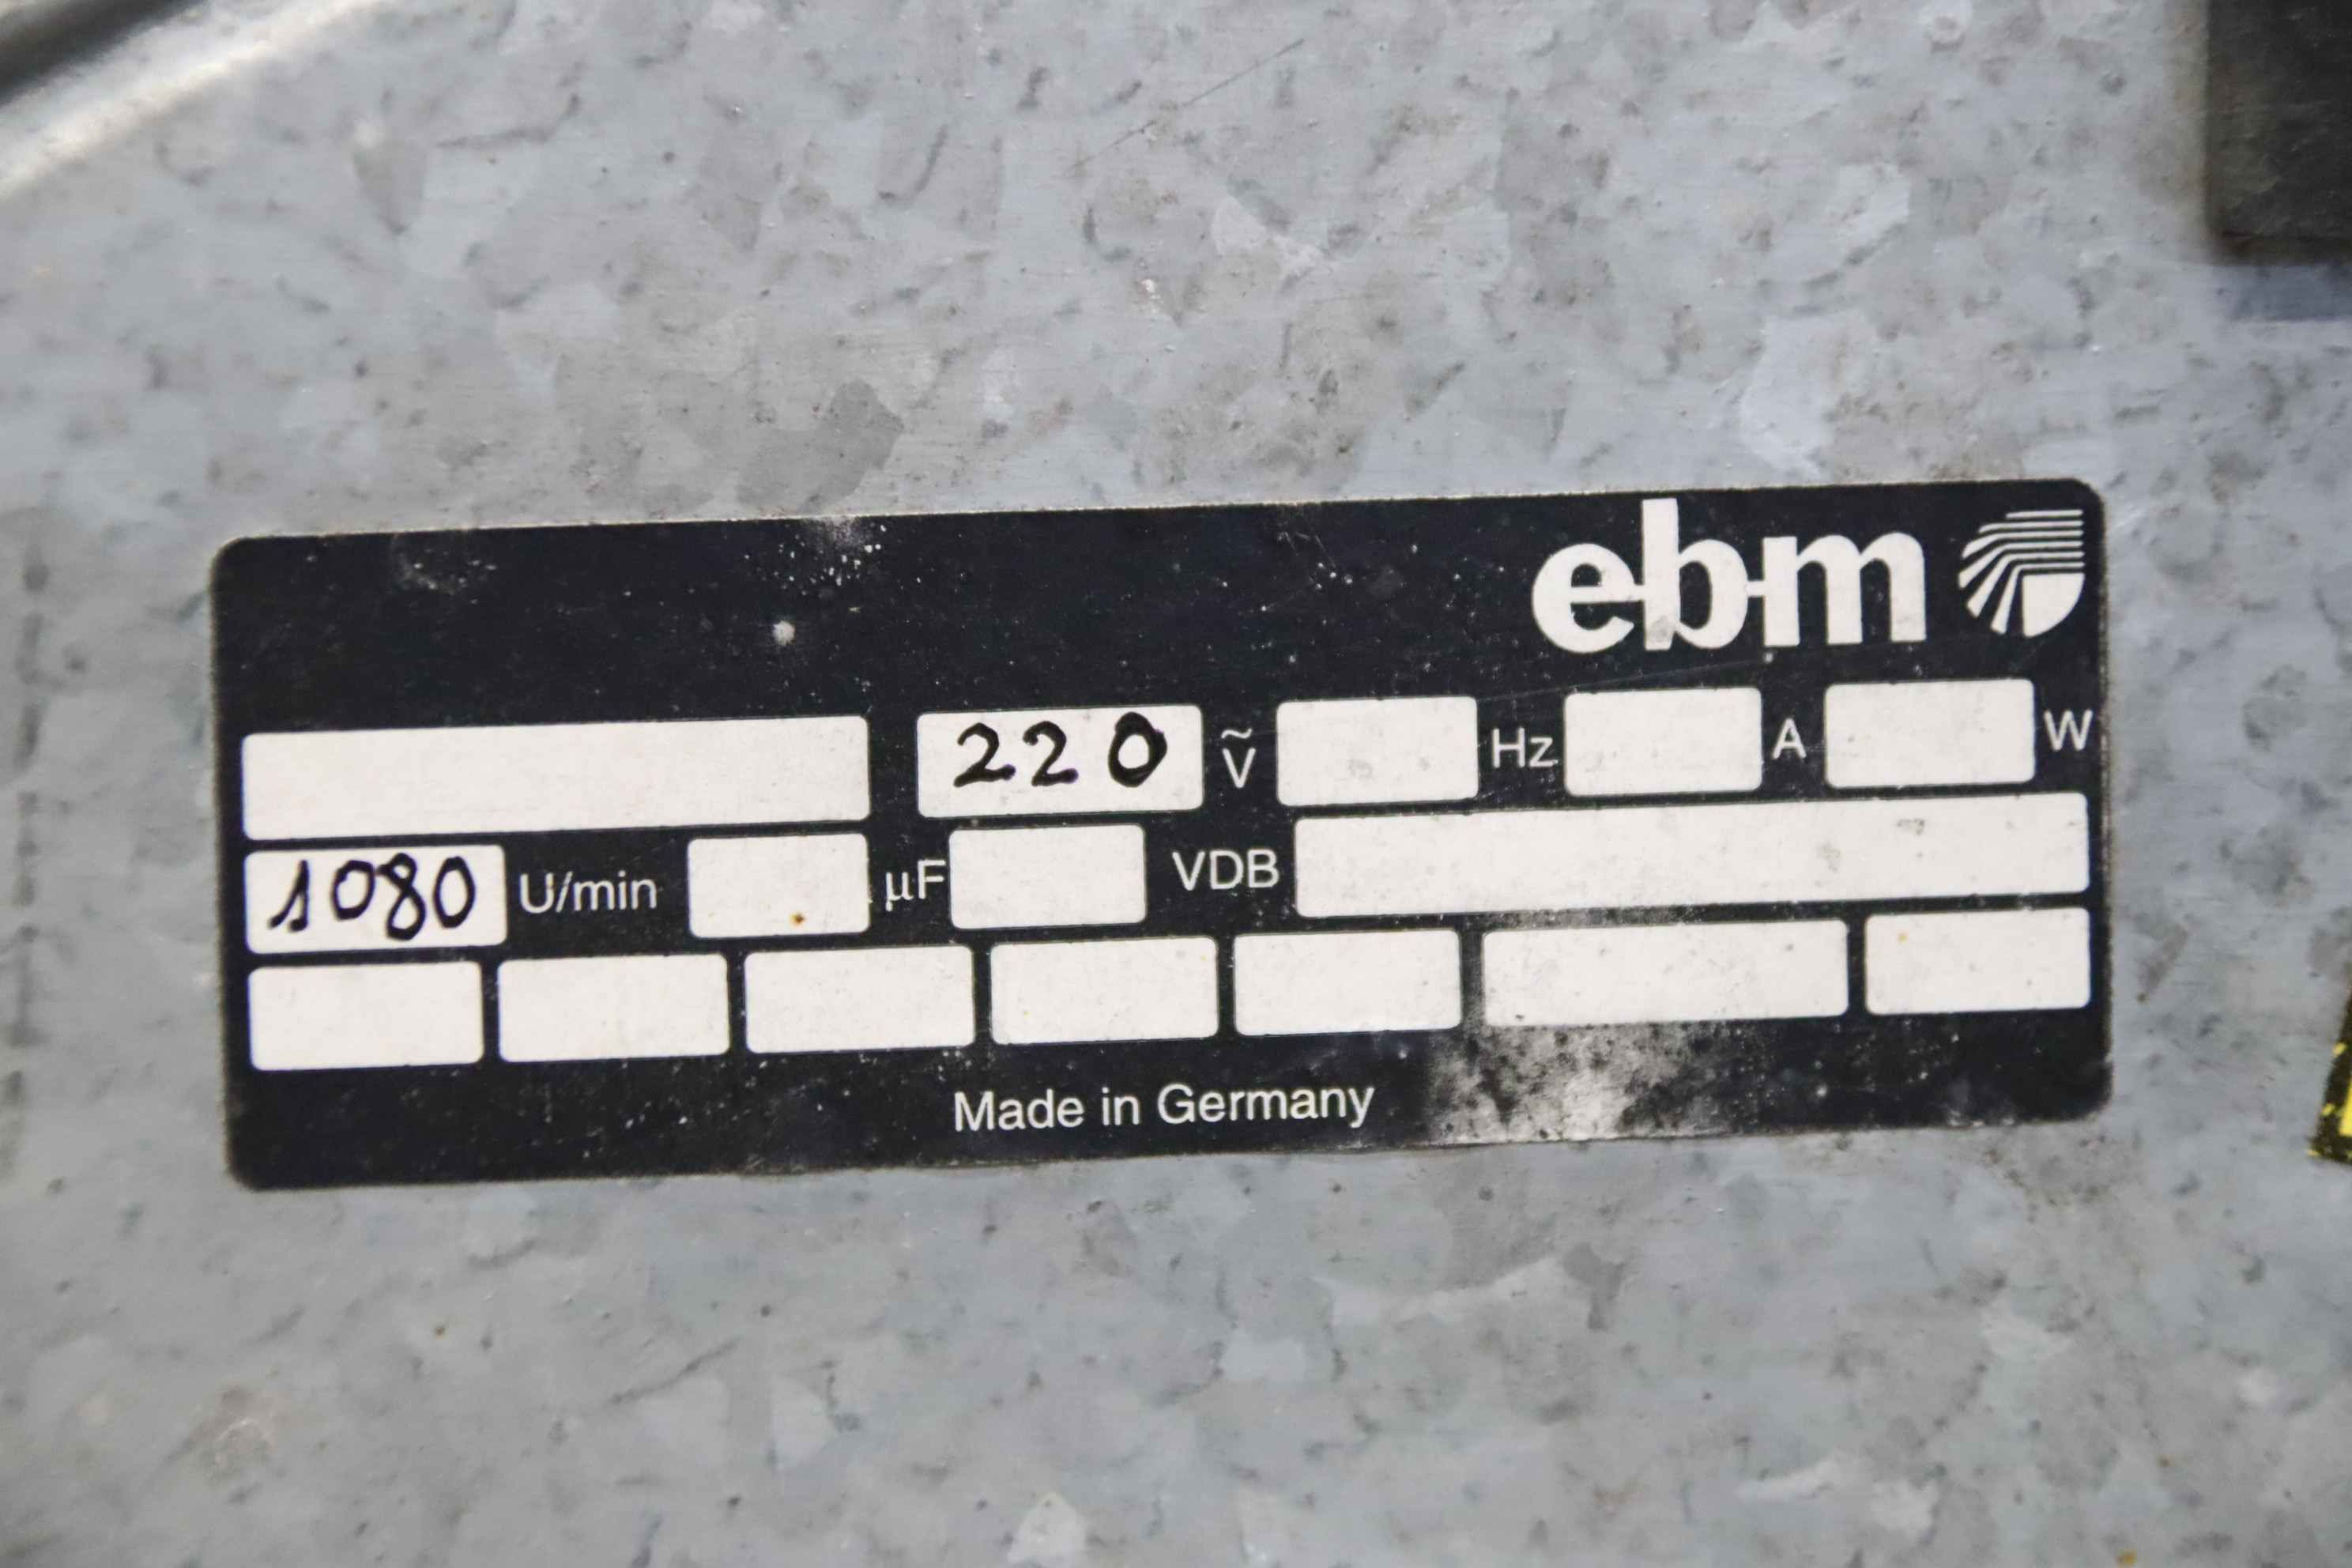 ebm
220 Ṽ Hz A W
1080 U/min µF VDB
Made in Germany